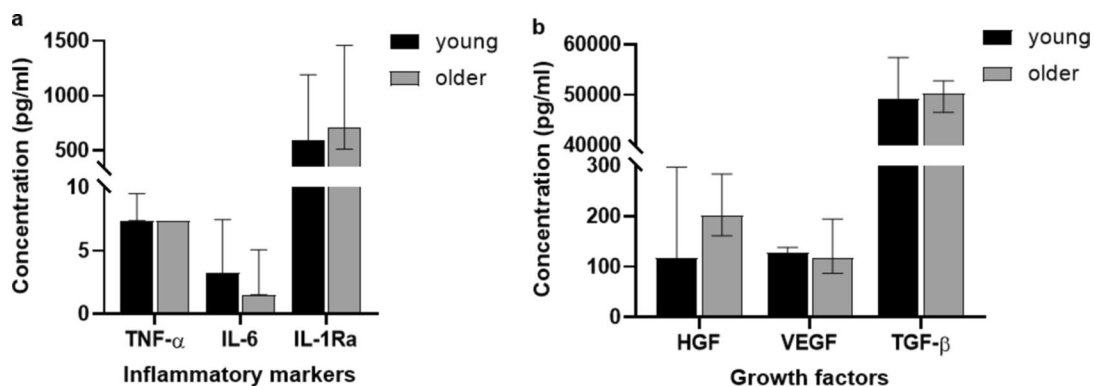 a
Concentration (pg/ml)
1500
1000
500
10
5
0
TNF-α IL-6 IL-1Ra
Inflammatory markers
young
older
b
Concentration (pg/ml)
60000
50000
40000
300
200
100
0
HGF VEGF TGF-β
Growth factors
young
older